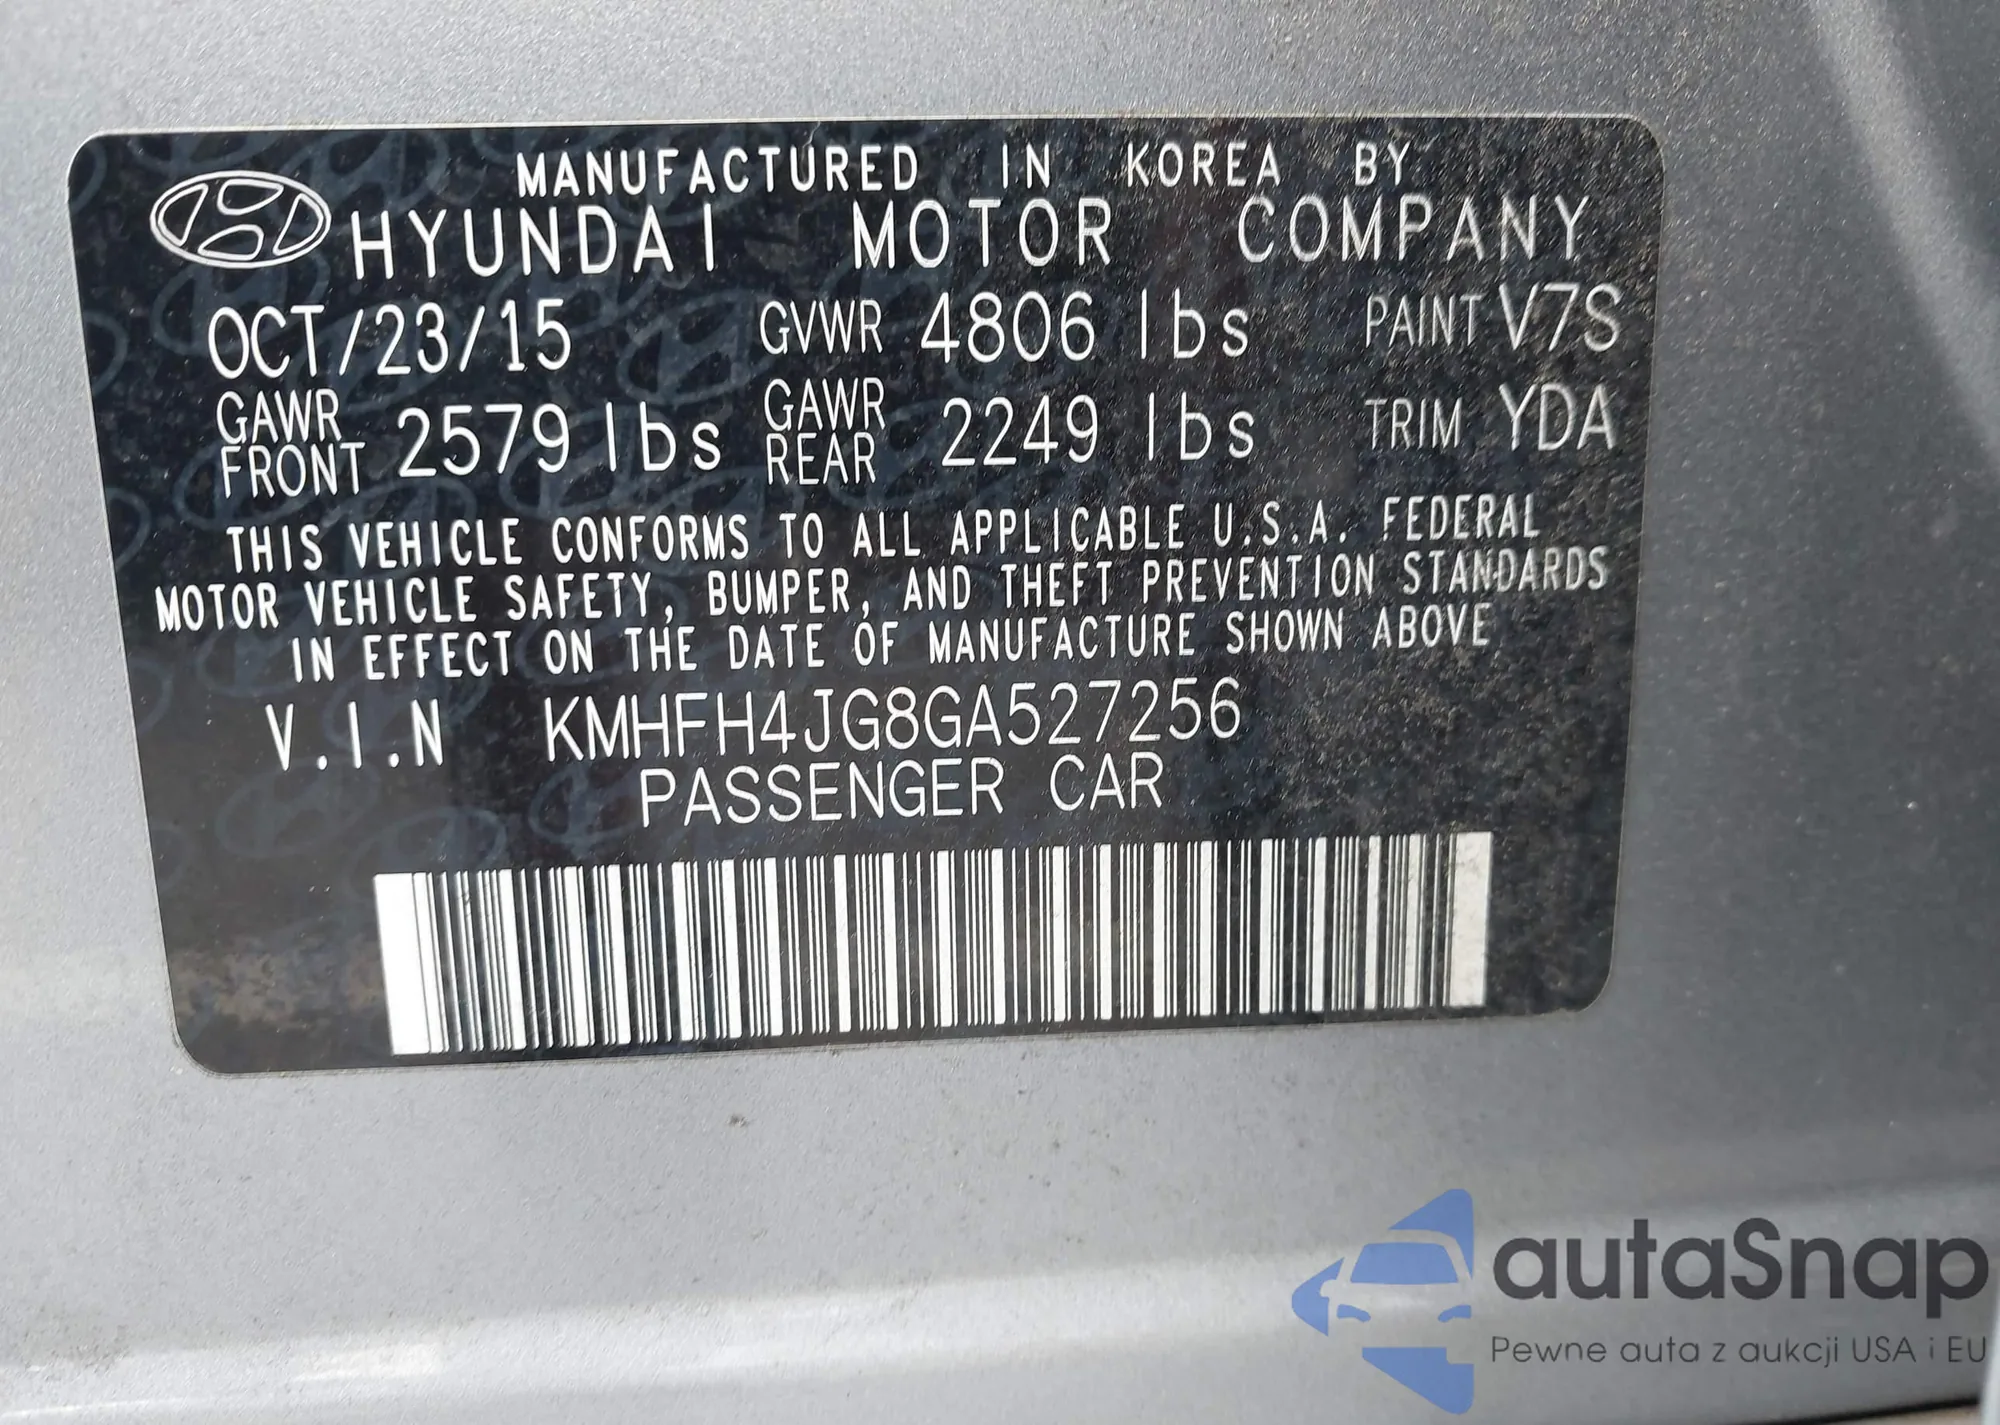 MANUFACTURED IN KOREA BY
HYUNDAI MOTOR COMPANY
OCT/23/15 GVWR 4806 lbs PAINT V7S
GAWR FRONT 2579 lbs GAWR REAR 2249 lbs TRIM YDA
THIS VEHICLE CONFORMS TO ALL APPLICABLE U.S.A. FEDERAL
MOTOR VEHICLE SAFETY, BUMPER, AND THEFT PREVENTION STANDARDS
IN EFFECT ON THE DATE OF MANUFACTURE SHOWN ABOVE
V.I.N KMHFH4JG8GA527256
PASSENGER CAR
autaSnap
Pewne auta z aukcji USA i EU